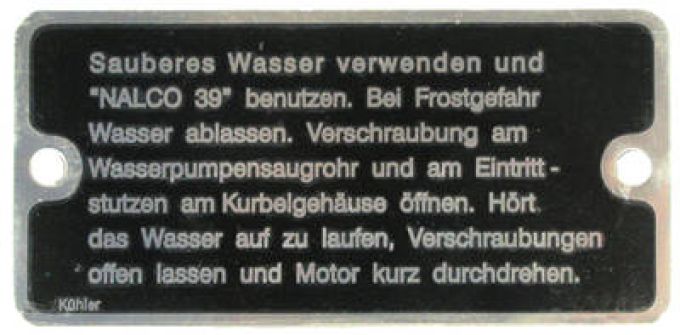 Sauberes Wasser verwenden und
"NALCO 39" benutzen. Bei Frostgefahr
Wasser ablassen. Verschraubung am
Wasserpumpensaugrohr und am Eintritt-
stutzen am Kurbelgehäuse öffnen. Hört
das Wasser auf zu laufen, Verschraubungen
offen lassen und Motor kurz durchdrehen.
Köhler